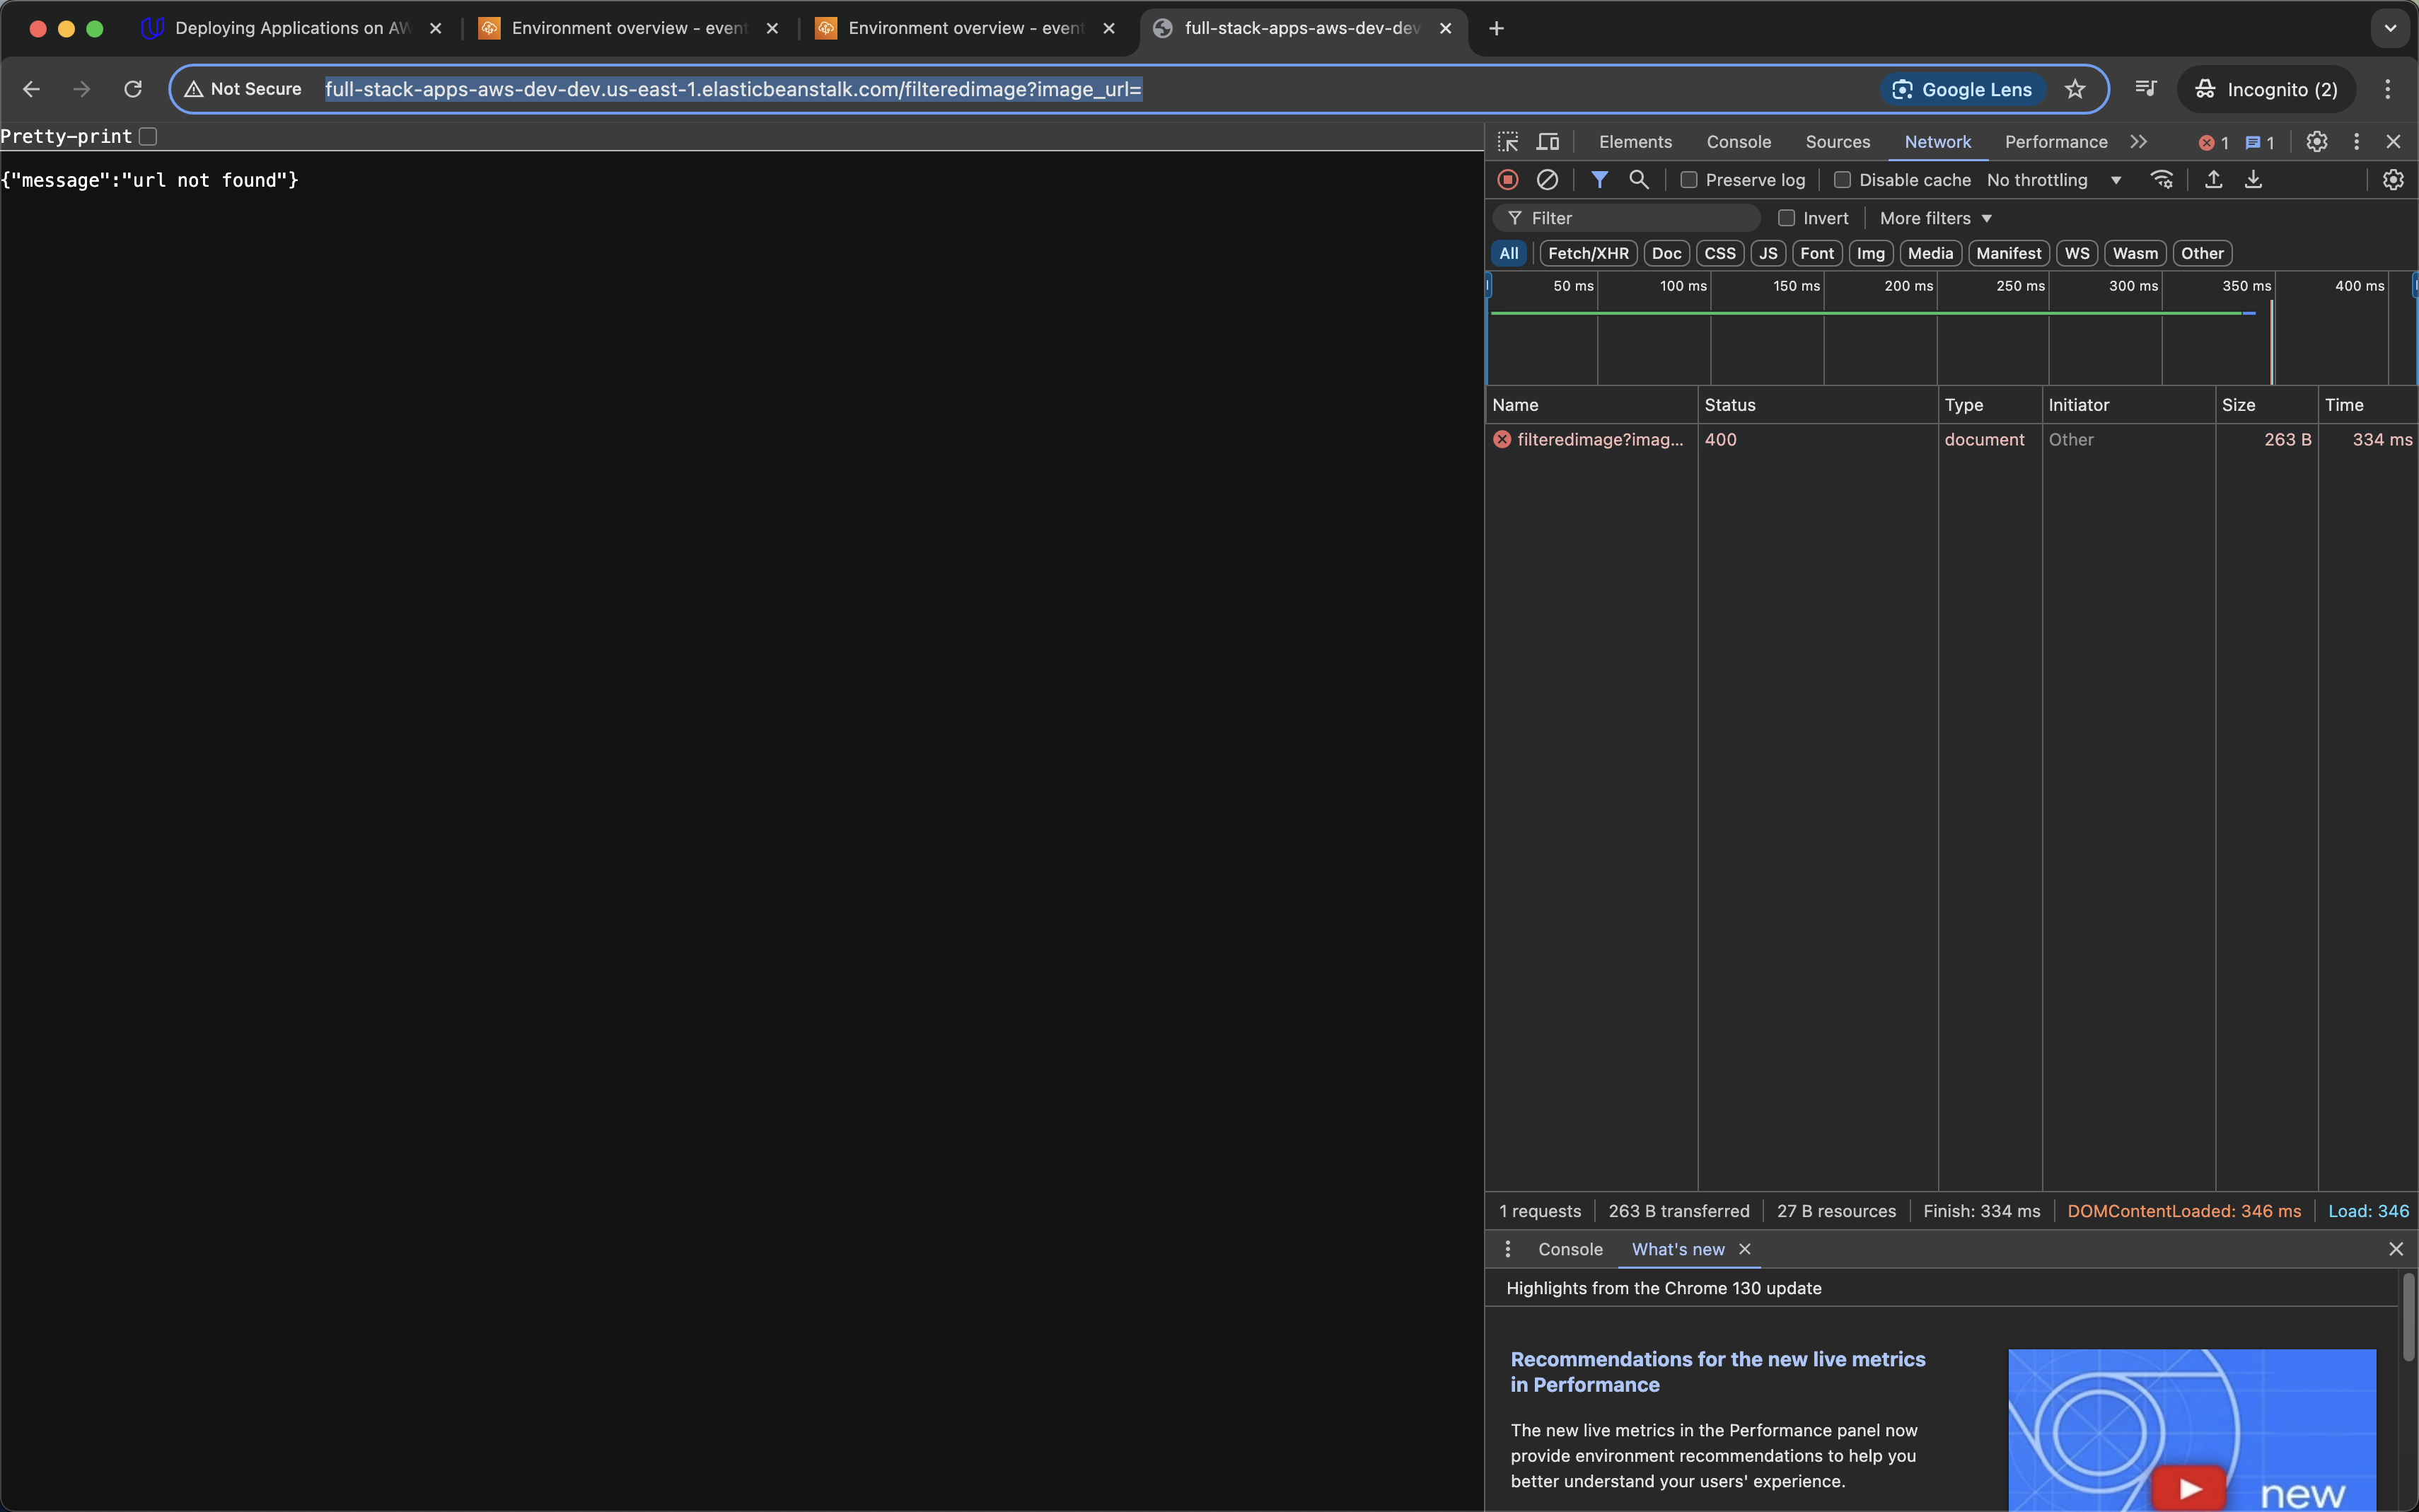 Deploying Applications on AW
Environment overview - event
Environment overview - event
full-stack-apps-aws-dev-dev
Not Secure
full-stack-apps-aws-dev-dev.us-east-1.elasticbeanstalk.com/filteredimage?image_url=
Google Lens
Incognito (2)
Pretty-print
{"message":"url not found"}
Elements Console Sources Network Performance 1 1
Preserve log Disable cache No throttling
Filter Invert More filters
All Fetch/XHR Doc CSS JS Font Img Media Manifest WS Wasm Other
50 ms 100 ms 150 ms 200 ms 250 ms 300 ms 350 ms 400 ms
Name Status Type Initiator Size Time
filteredimage?imag... 400 document Other 263 B 334 ms
1 requests 263 B transferred 27 B resources Finish: 334 ms DOMContentLoaded: 346 ms Load: 346
Console What's new
Highlights from the Chrome 130 update
Recommendations for the new live metrics
in Performance
The new live metrics in the Performance panel now
provide environment recommendations to help you
better understand your users' experience.
new